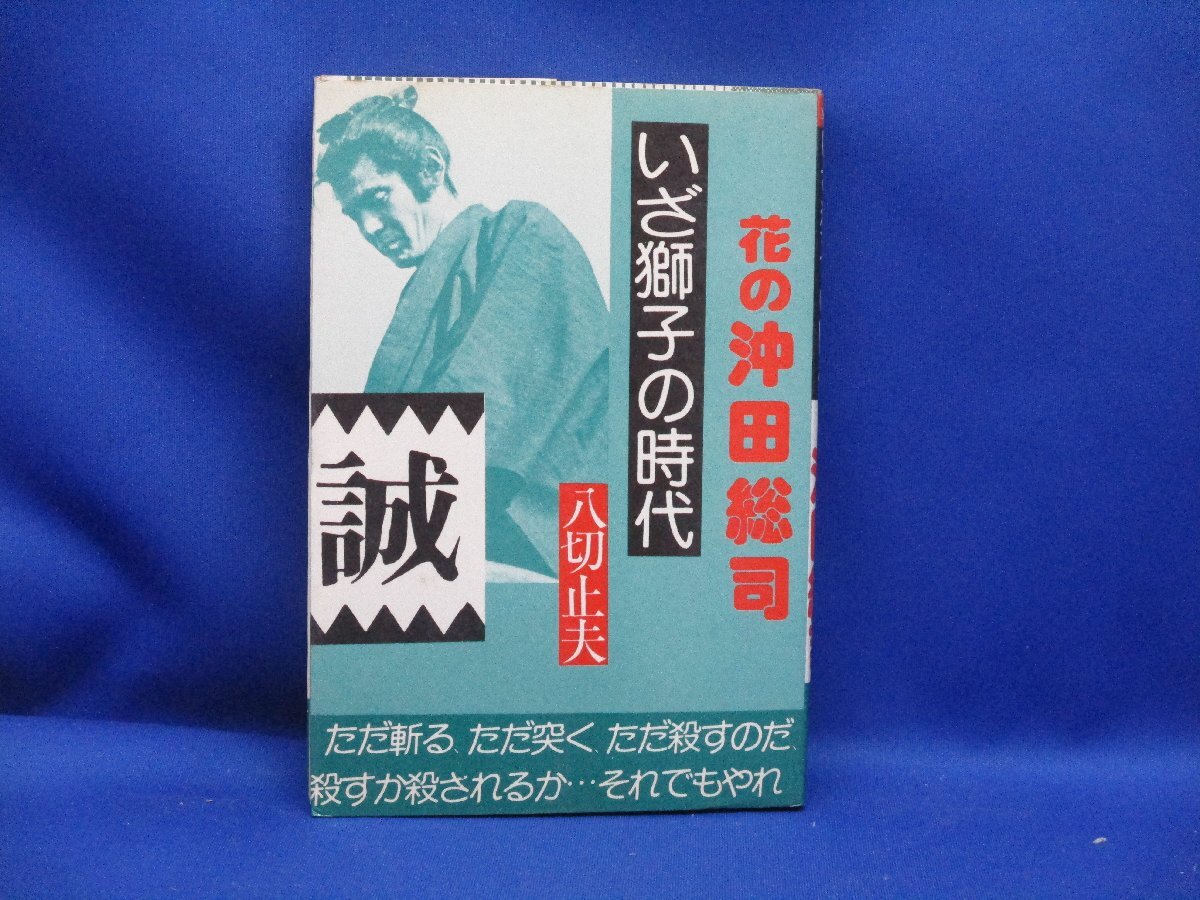 花の沖田総司
いざ獅子の時代
八切止夫
誠
ただ斬る、ただ突く、ただ殺すのだ、
殺すか殺されるか…それでもやれ